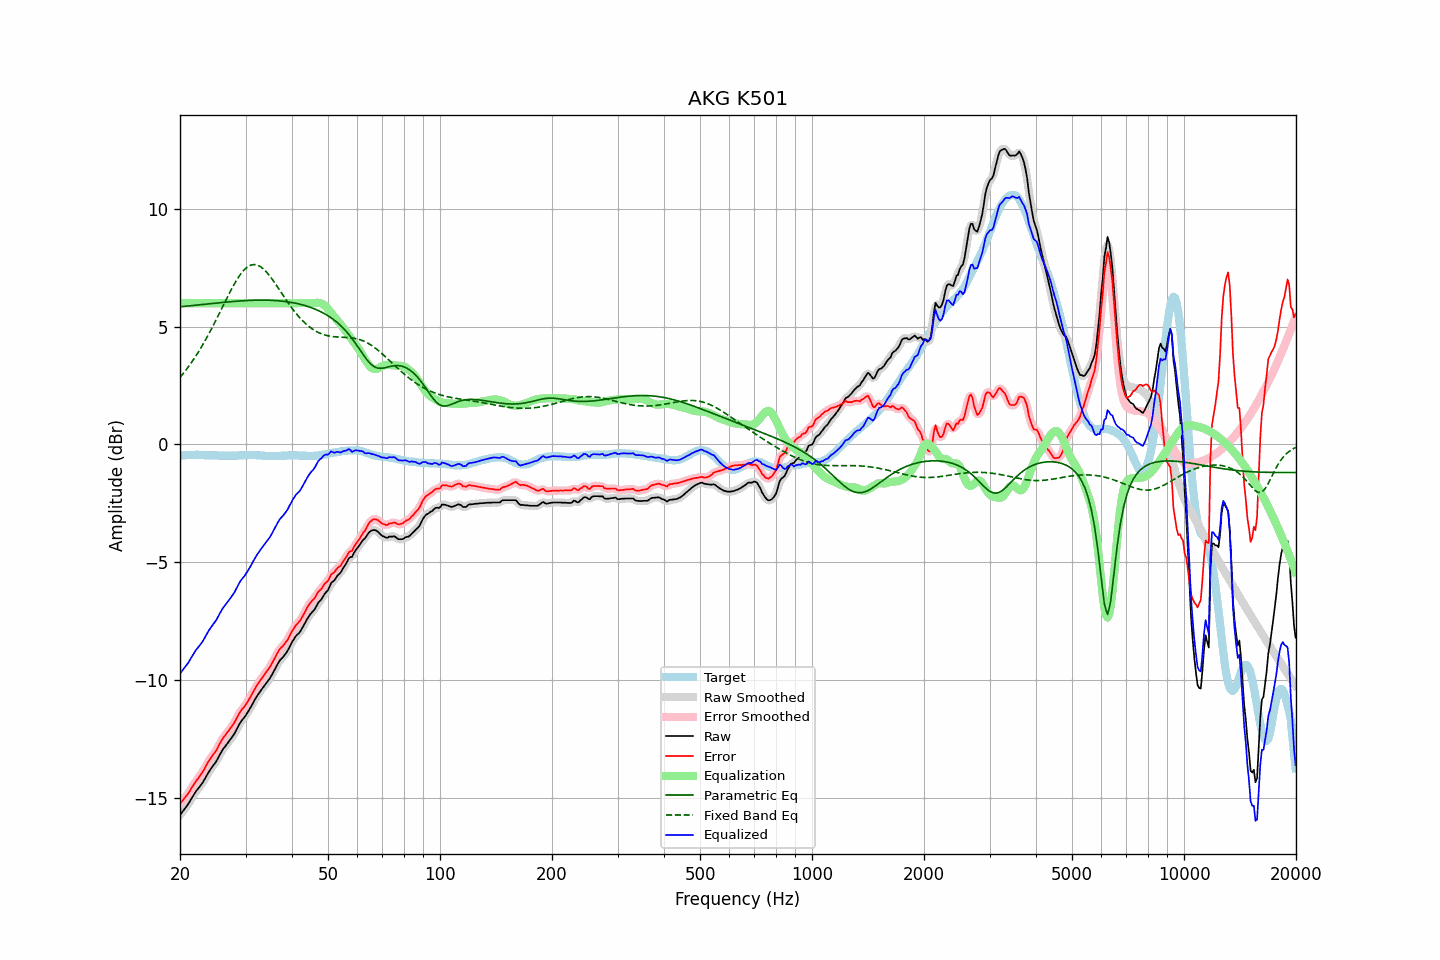 AKG K501
Amplitude (dBr)
10
5
0
−5
−10
−15
Target
Raw Smoothed
Error Smoothed
Raw
Error
Equalization
Parametric Eq
Fixed Band Eq
Equalized
20
50
100
200
500
1000
2000
5000
10000
20000
Frequency (Hz)